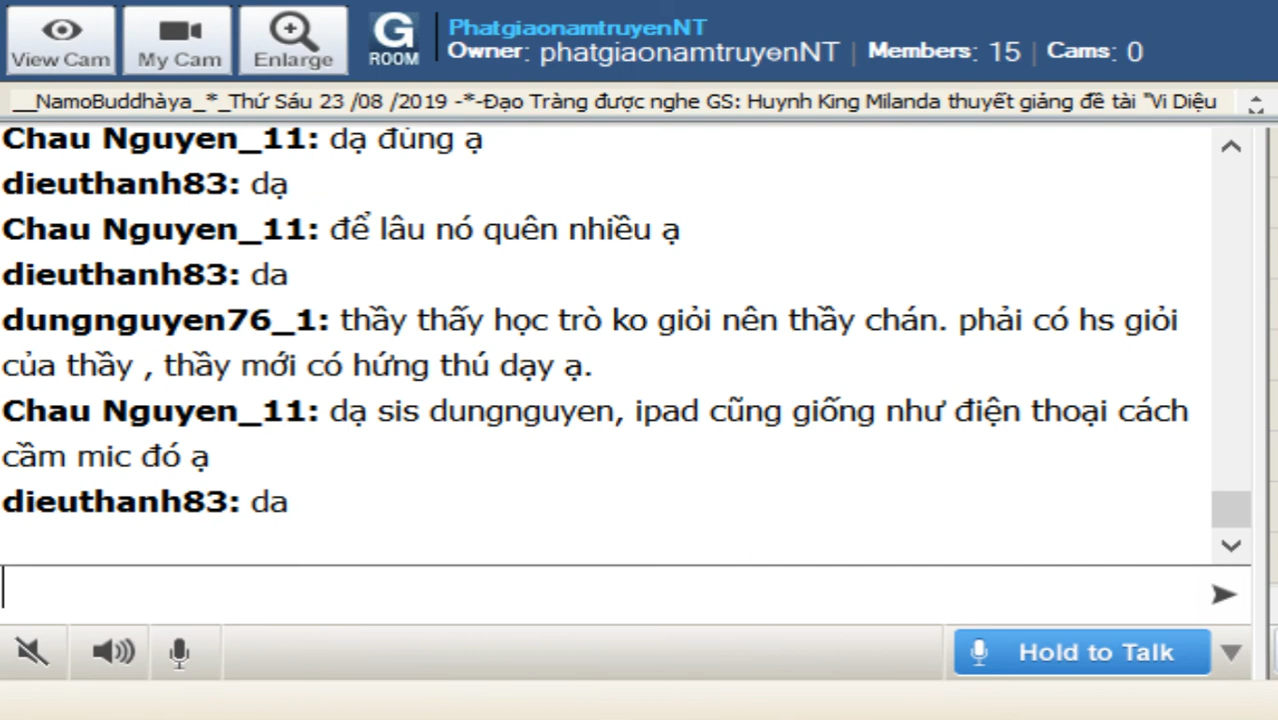 View Cam My Cam Enlarge G ROOM PhatgiaonamtruyenNT
Owner: phatgiaonamtruyenNT | Members: 15 | Cams: 0
__NamoBuddhàya_*_Thứ Sáu 23 /08 /2019 -*-Đạo Tràng được nghe GS: Huynh King Milanda thuyết giảng đề tài "Vi Diệu
Chau Nguyen_11: dạ đúng ạ
dieuthanh83: dạ
Chau Nguyen_11: để lâu nó quên nhiều ạ
dieuthanh83: da
dungnguyen76_1: thầy thấy học trò ko giỏi nên thầy chán. phải có hs giỏi
của thầy , thầy mới có hứng thú dạy ạ.
Chau Nguyen_11: dạ sis dungnguyen, ipad cũng giống như điện thoại cách
cầm mic đó ạ
dieuthanh83: da
Hold to Talk